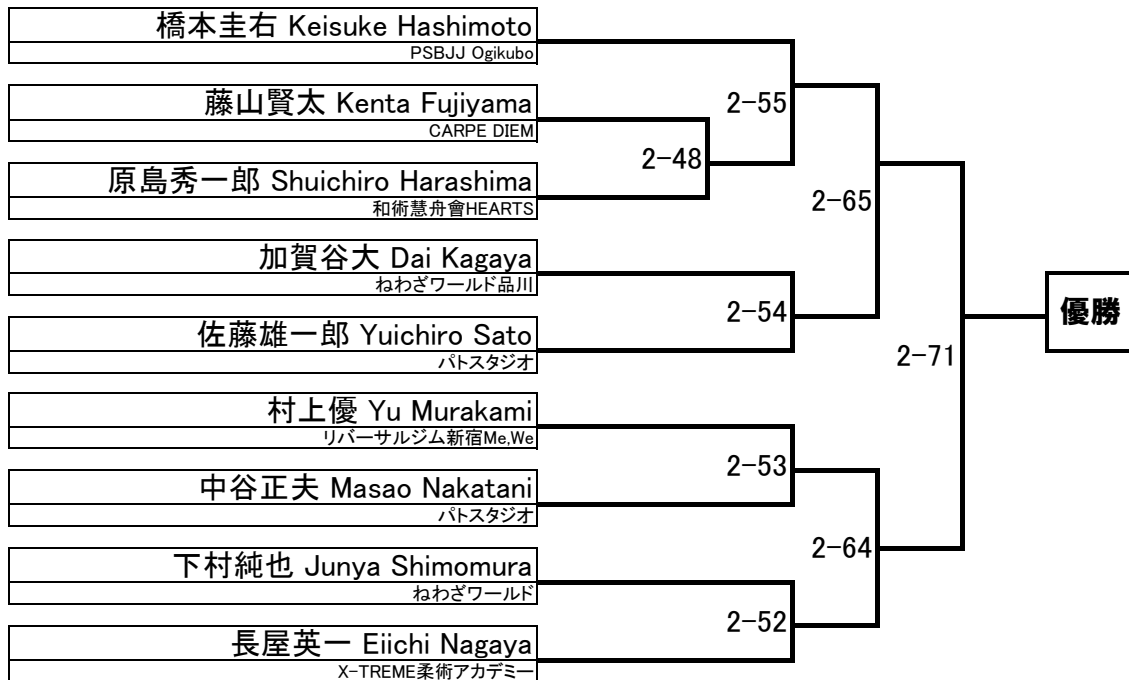 橋本圭右 Keisuke Hashimoto
PSBJJ Ogikubo
藤山賢太 Kenta Fujiyama
CARPE DIEM
原島秀一郎 Shuichiro Harashima
和術慧舟會HEARTS
加賀谷大 Dai Kagaya
ねわざワールド品川
佐藤雄一郎 Yuichiro Sato
パトスタジオ
村上優 Yu Murakami
リバーサルジム新宿Me,We
中谷正夫 Masao Nakatani
パトスタジオ
下村純也 Junya Shimomura
ねわざワールド
長屋英一 Eiichi Nagaya
X-TREME柔術アカデミー
2-48
2-55
2-54
2-53
2-52
2-65
2-64
2-71
優勝